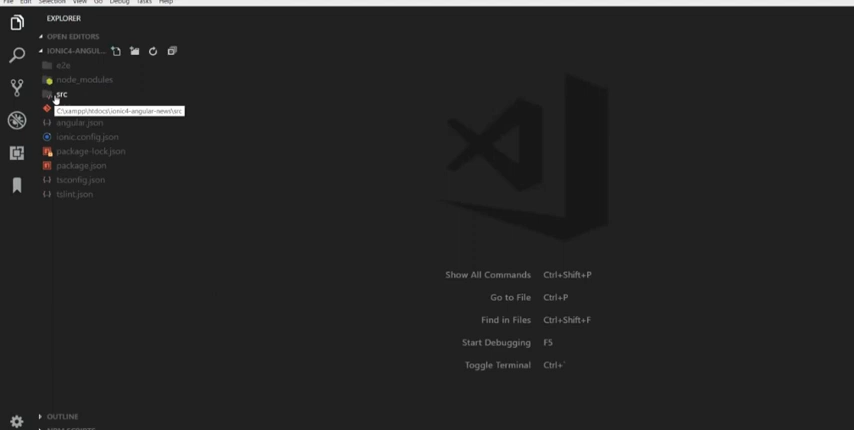 File Edit Selection View Go Debug Tasks Help
EXPLORER
OPEN EDITORS
IONIC4-ANGUL...
e2e
node_modules
src
C:\xampp\htdocs\ionic4-angular-news\src
angular.json
ionic.config.json
package-lock.json
package.json
tsconfig.json
tslint.json
Show All Commands Ctrl+Shift+P
Go to File Ctrl+P
Find in Files Ctrl+Shift+F
Start Debugging F5
Toggle Terminal Ctrl+`
OUTLINE